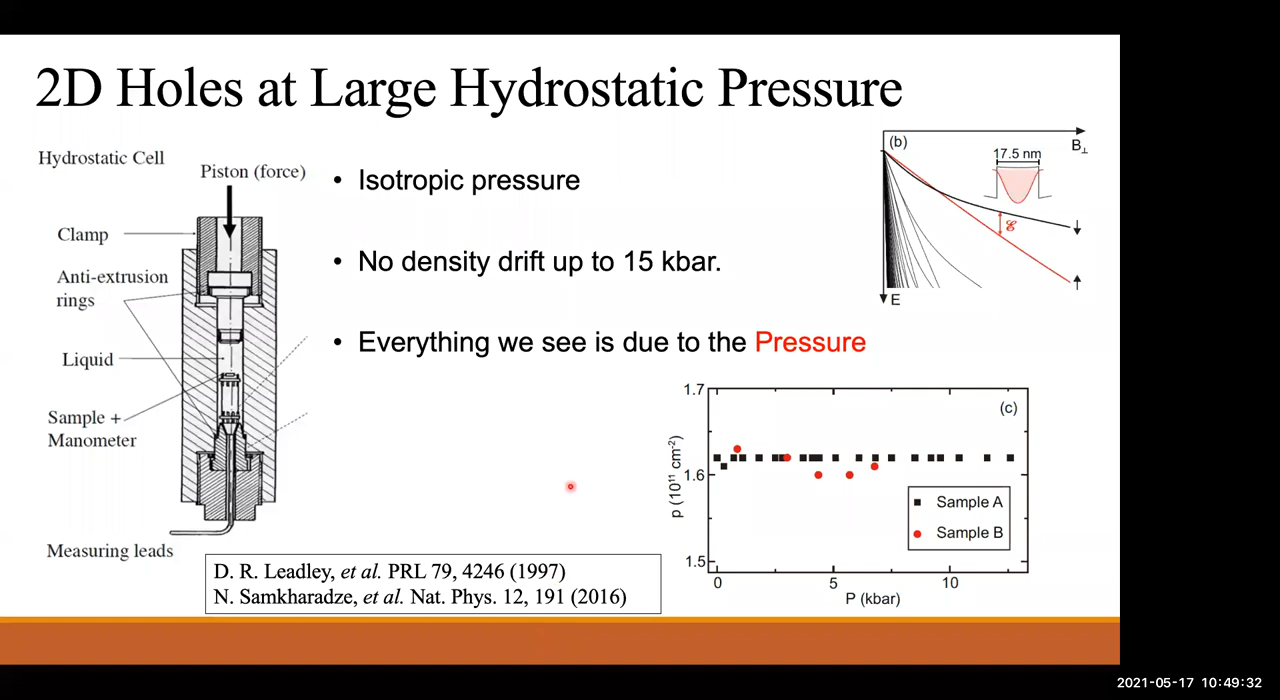 2D Holes at Large Hydrostatic Pressure
Hydrostatic Cell
Piston (force)
Clamp
Anti-extrusion
rings
Liquid
Sample +
Manometer
Measuring leads
• Isotropic pressure
• No density drift up to 15 kbar.
• Everything we see is due to the Pressure
(b)
B⊥
17.5 nm
ℰ
↓
↑
E
1.7
1.6
1.5
p (10¹¹ cm⁻²)
(c)
Sample A
Sample B
0 5 10
P (kbar)
D. R. Leadley, et al. PRL 79, 4246 (1997)
N. Samkharadze, et al. Nat. Phys. 12, 191 (2016)
2021-05-17 10:49:32